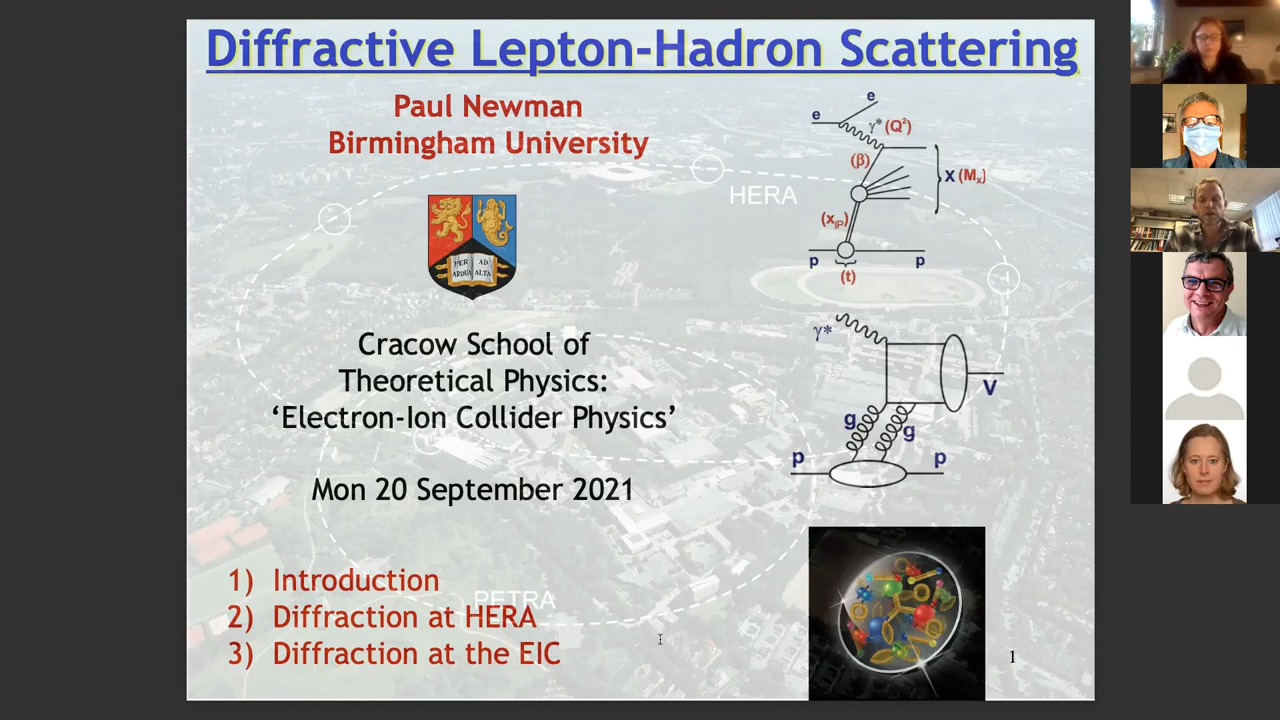 Diffractive Lepton-Hadron Scattering
Paul Newman
Birmingham University
HERA
PER AD
ARDUA ALTA
Cracow School of
Theoretical Physics:
‘Electron-Ion Collider Physics’
Mon 20 September 2021
1) Introduction
PETRA
2) Diffraction at HERA
3) Diffraction at the EIC
e
e
γ* (Q²)
(β)
X (Mₓ)
(x_IP)
p
p
(t)
γ*
V
g
g
p
p
1